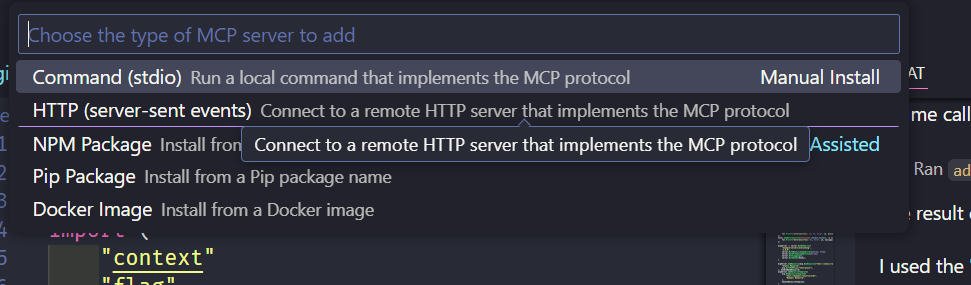 Choose the type of MCP server to add
Command (stdio) Run a local command that implements the MCP protocol Manual Install
HTTP (server-sent events) Connect to a remote HTTP server that implements the MCP protocol
NPM Package Install from Assisted
Connect to a remote HTTP server that implements the MCP protocol
Pip Package Install from a Pip package name
Docker Image Install from a Docker image
import (
"context"
"flag"
AT
me call
Ran ad
result
I used the